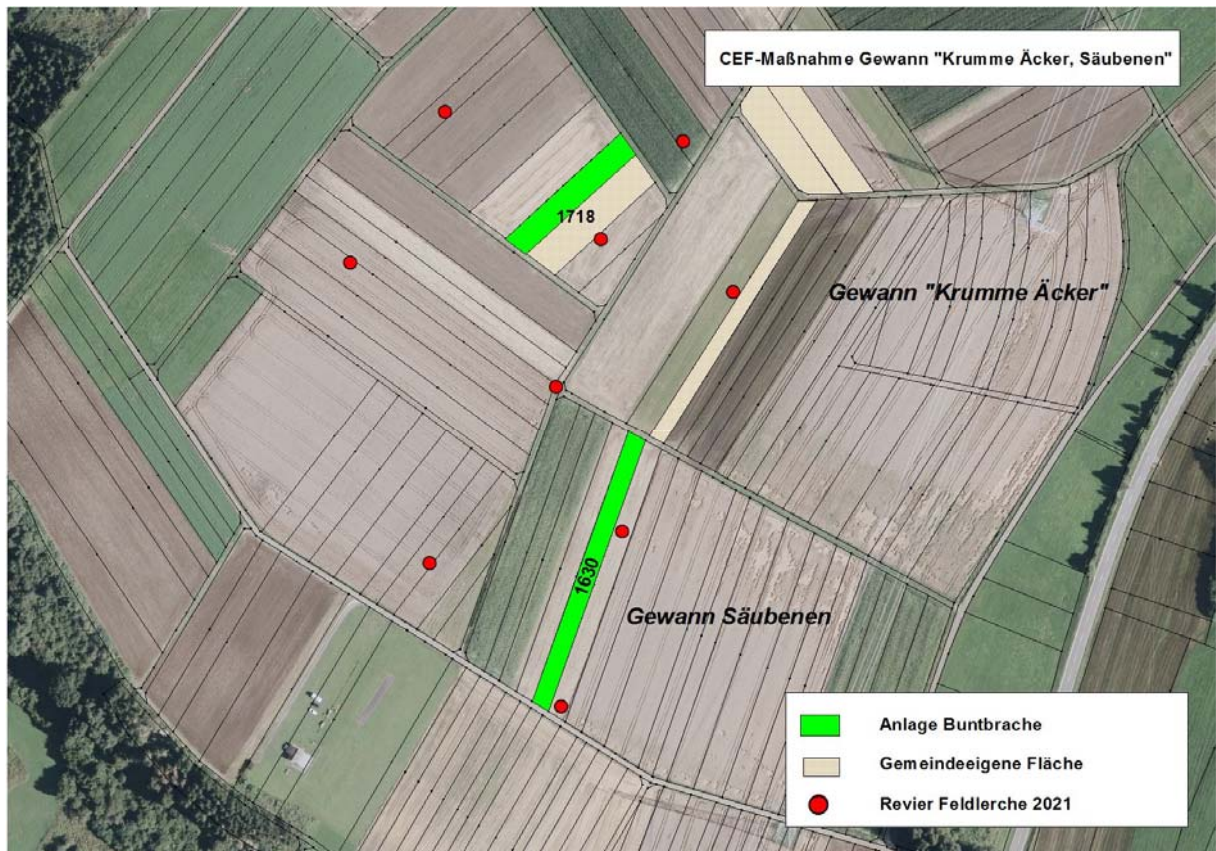 CEF-Maßnahme Gewann "Krumme Äcker, Säubenen"
1718
Gewann "Krumme Äcker"
1630
Gewann Säubenen
Anlage Buntbrache
Gemeindeeigene Fläche
Revier Feldlerche 2021